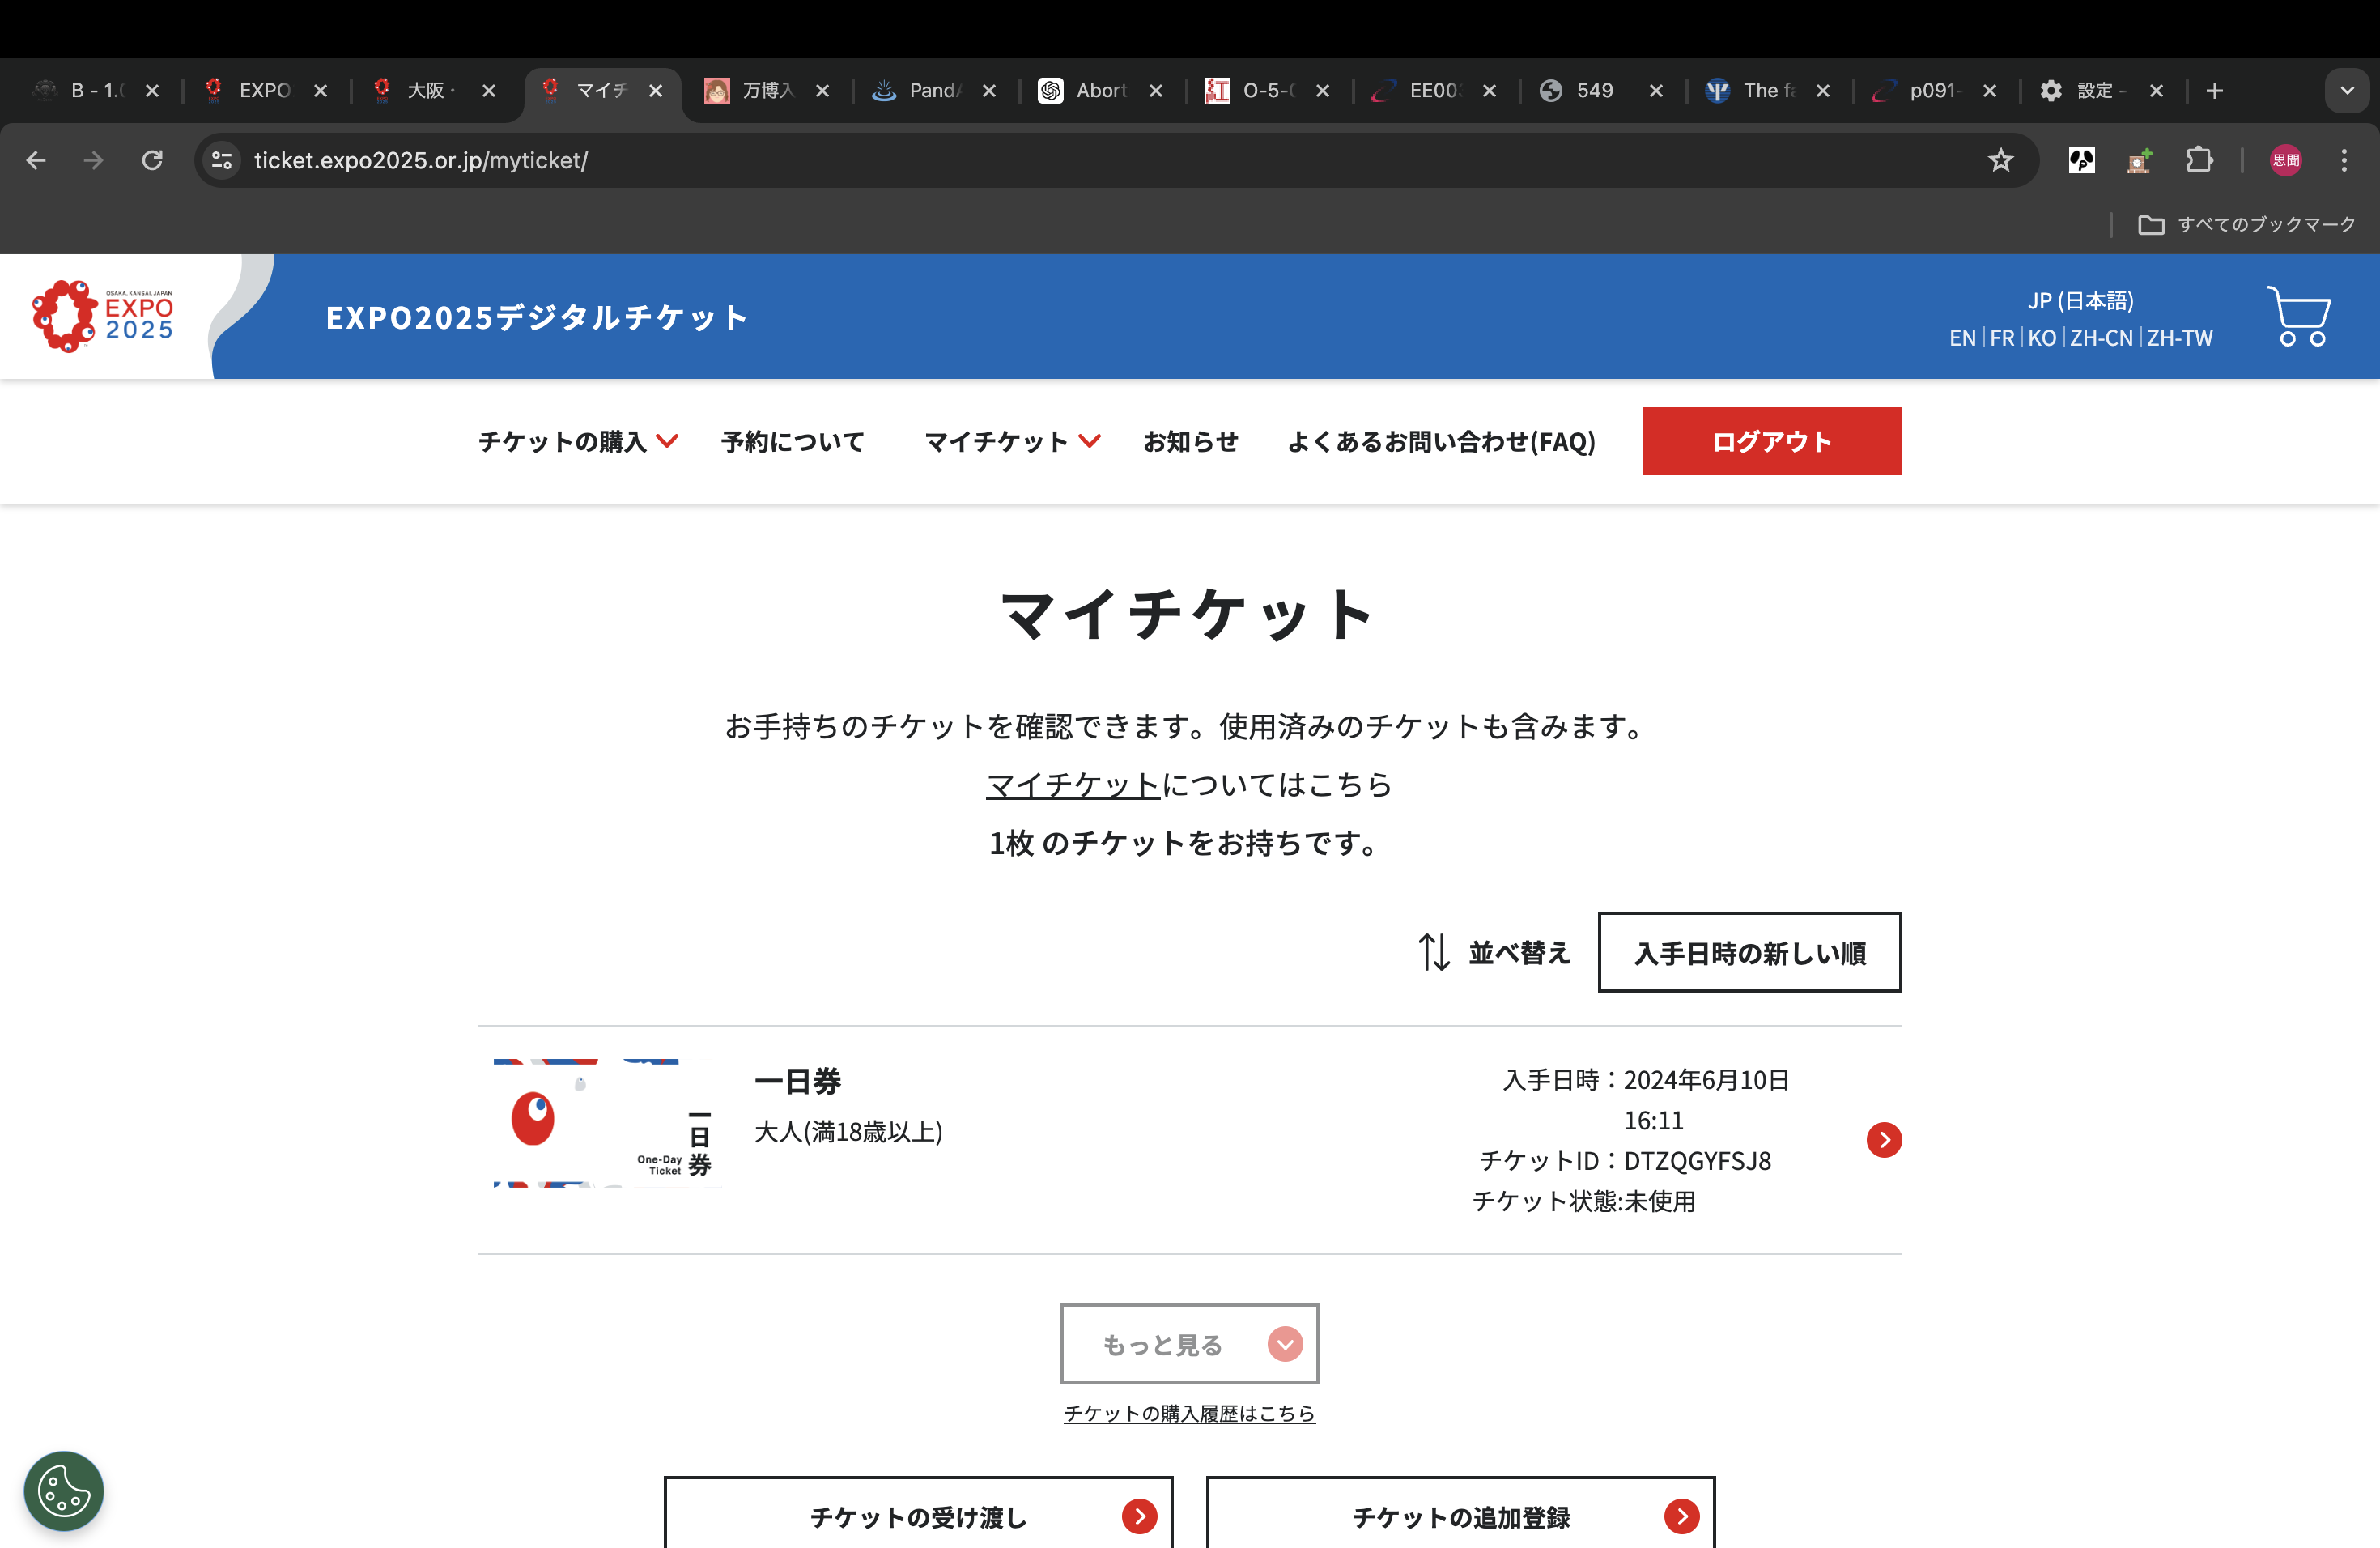 B - 1.0
EXPO
大阪・
マイチ
万博入
Pand
Abort
O-5-0
EE003
549
The fa
p091-
設定 -
ticket.expo2025.or.jp/myticket/
思聞
すべてのブックマーク
OSAKA, KANSAI, JAPAN
EXPO
2025
EXPO2025デジタルチケット
JP (日本語)
EN | FR | KO | ZH-CN | ZH-TW
チケットの購入 予約について マイチケット お知らせ よくあるお問い合わせ(FAQ) ログアウト
マイチケット
お手持ちのチケットを確認できます。使用済みのチケットも含みます。
マイチケットについてはこちら
1枚 のチケットをお持ちです。
並べ替え 入手日時の新しい順
一日券
One-Day
Ticket
一日券
大人(満18歳以上)
入手日時：2024年6月10日
16:11
チケットID：DTZQGYFSJ8
チケット状態:未使用
もっと見る
チケットの購入履歴はこちら
チケットの受け渡し
チケットの追加登録